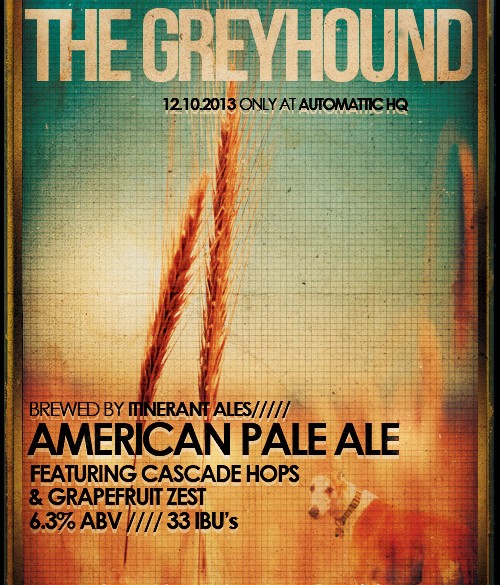 THE GREYHOUND
12.10.2013 ONLY AT AUTOMATTIC HQ
BREWED BY ITINERANT ALES/////
AMERICAN PALE ALE
FEATURING CASCADE HOPS
& GRAPEFRUIT ZEST
6.3% ABV //// 33 IBU's